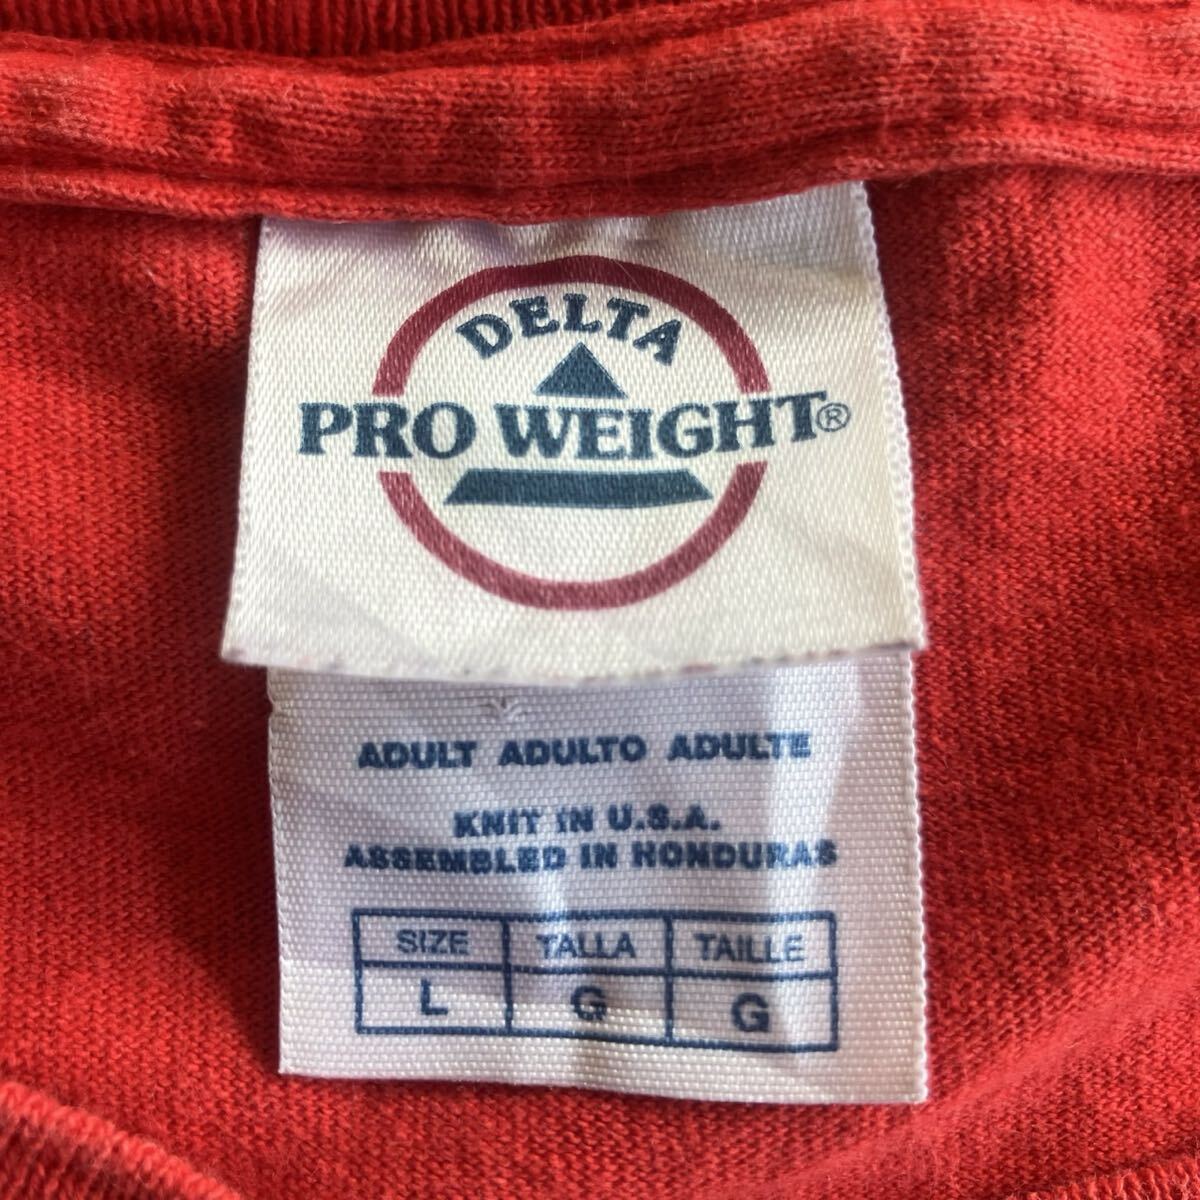 DELTA
PRO WEIGHT®
ADULT ADULTO ADULTE
KNIT IN U.S.A.
ASSEMBLED IN HONDURAS
SIZE TALLA TAILLE
L G G